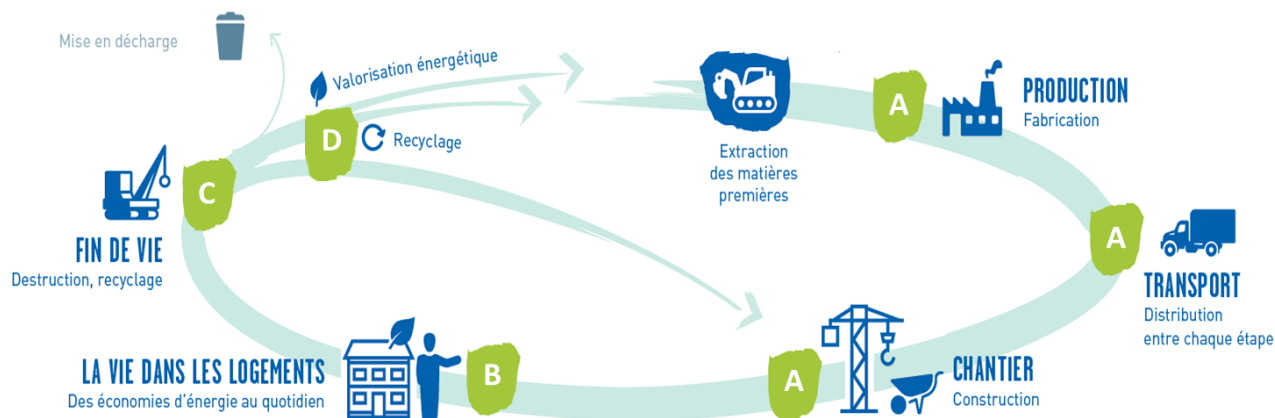 Mise en décharge
Valorisation énergétique
D
Recyclage
Extraction
des matières
premières
A
PRODUCTION
Fabrication
A
TRANSPORT
Distribution
entre chaque étape
A
CHANTIER
Construction
B
LA VIE DANS LES LOGEMENTS
Des économies d'énergie au quotidien
C
FIN DE VIE
Destruction, recyclage